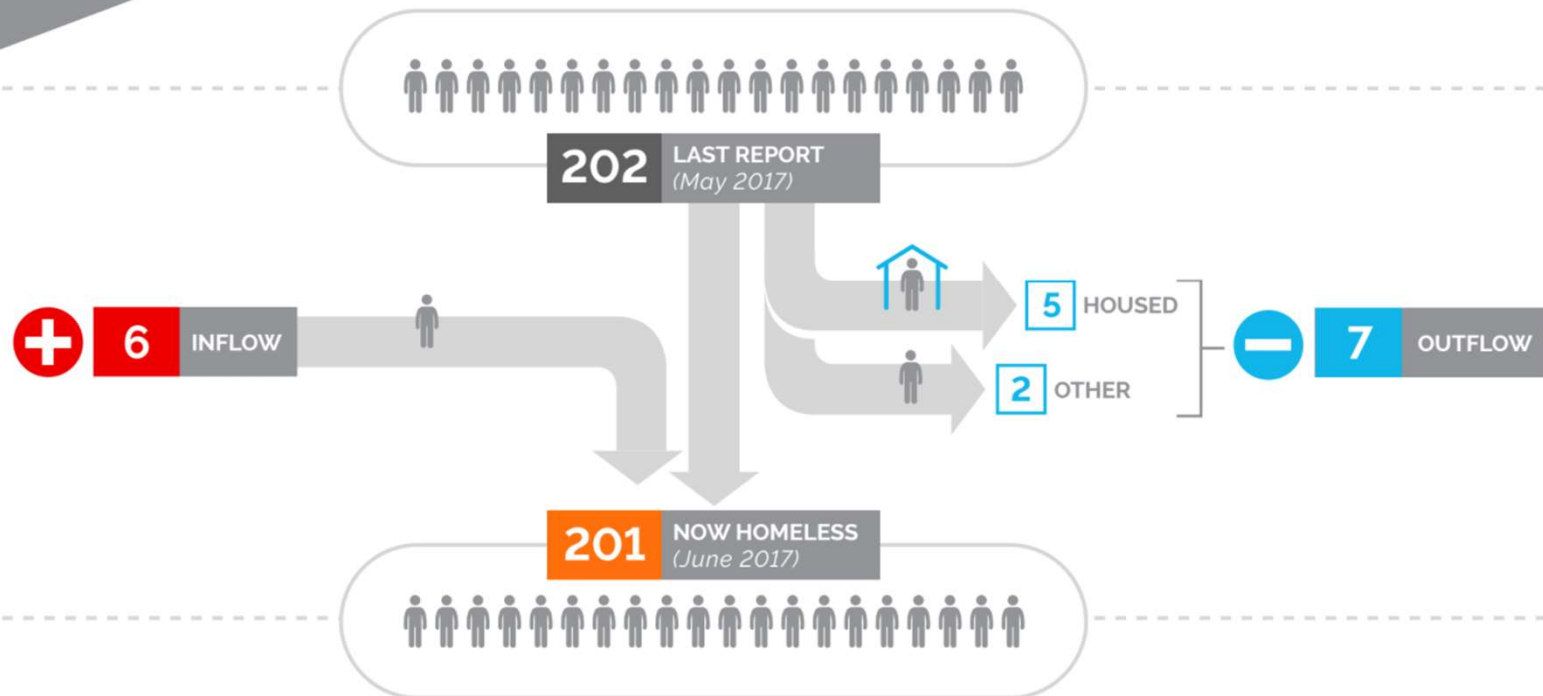 202
LAST REPORT
(May 2017)
6
INFLOW
5
HOUSED
2
OTHER
7
OUTFLOW
201
NOW HOMELESS
(June 2017)